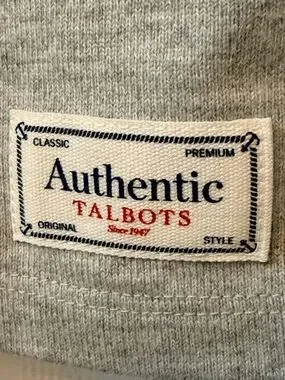 CLASSIC
PREMIUM
Authentic
TALBOTS
Since 1947
ORIGINAL
STYLE